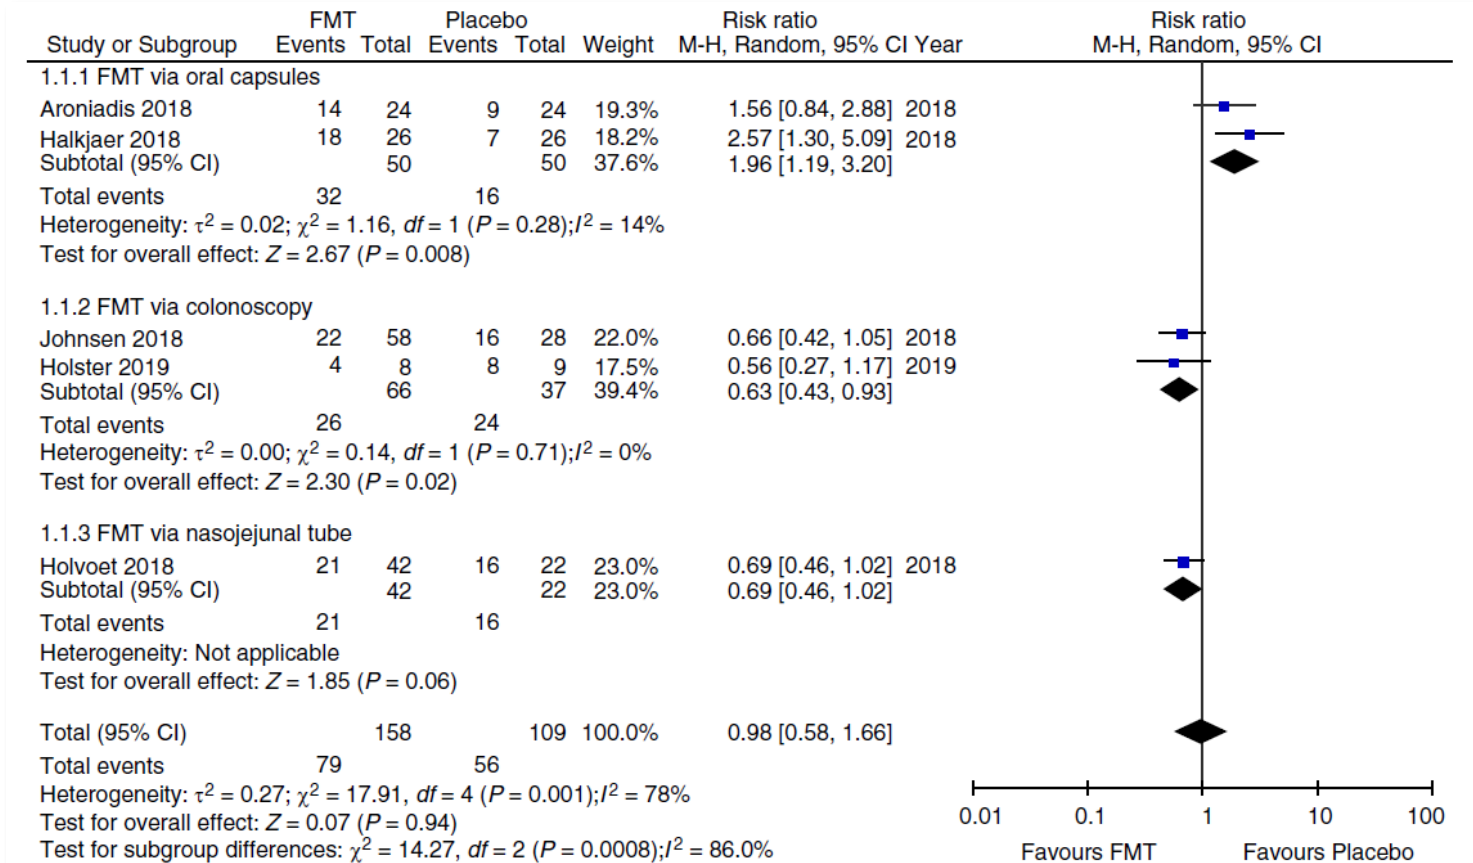 FMT Placebo Risk ratio Risk ratio
Study or Subgroup Events Total Events Total Weight M-H, Random, 95% CI Year M-H, Random, 95% CI
1.1.1 FMT via oral capsules
Aroniadis 2018 14 24 9 24 19.3% 1.56 [0.84, 2.88] 2018
Halkjaer 2018 18 26 7 26 18.2% 2.57 [1.30, 5.09] 2018
Subtotal (95% CI) 50 50 37.6% 1.96 [1.19, 3.20]
Total events 32 16
Heterogeneity: τ² = 0.02; χ² = 1.16, df = 1 (P = 0.28);I² = 14%
Test for overall effect: Z = 2.67 (P = 0.008)
1.1.2 FMT via colonoscopy
Johnsen 2018 22 58 16 28 22.0% 0.66 [0.42, 1.05] 2018
Holster 2019 4 8 8 9 17.5% 0.56 [0.27, 1.17] 2019
Subtotal (95% CI) 66 37 39.4% 0.63 [0.43, 0.93]
Total events 26 24
Heterogeneity: τ² = 0.00; χ² = 0.14, df = 1 (P = 0.71);I² = 0%
Test for overall effect: Z = 2.30 (P = 0.02)
1.1.3 FMT via nasojejunal tube
Holvoet 2018 21 42 16 22 23.0% 0.69 [0.46, 1.02] 2018
Subtotal (95% CI) 42 22 23.0% 0.69 [0.46, 1.02]
Total events 21 16
Heterogeneity: Not applicable
Test for overall effect: Z = 1.85 (P = 0.06)
Total (95% CI) 158 109 100.0% 0.98 [0.58, 1.66]
Total events 79 56
Heterogeneity: τ² = 0.27; χ² = 17.91, df = 4 (P = 0.001);I² = 78%
Test for overall effect: Z = 0.07 (P = 0.94)
Test for subgroup differences: χ² = 14.27, df = 2 (P = 0.0008);I² = 86.0%
0.01 0.1 1 10 100
Favours FMT Favours Placebo